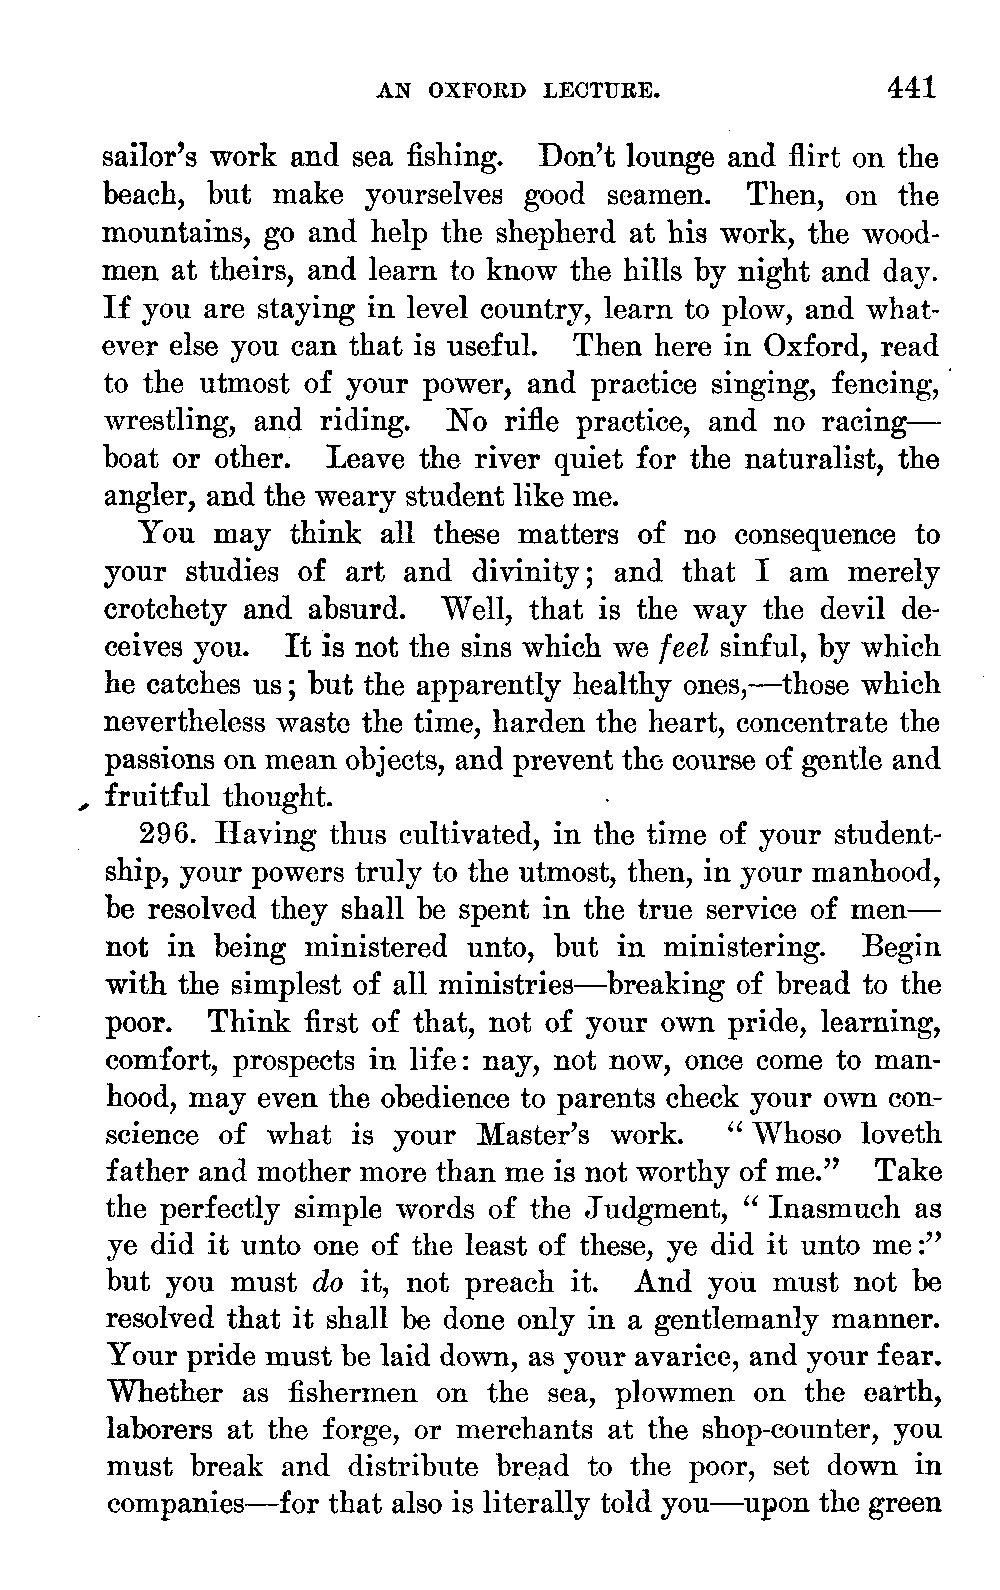 AN OXFORD LECTURE. 441
sailor's work and sea fishing. Don't lounge and flirt on the
beach, but make yourselves good seamen. Then, on the
mountains, go and help the shepherd at his work, the wood-
men at theirs, and learn to know the hills by night and day.
If you are staying in level country, learn to plow, and what-
ever else you can that is useful. Then here in Oxford, read
to the utmost of your power, and practice singing, fencing,
wrestling, and riding. No rifle practice, and no racing—
boat or other. Leave the river quiet for the naturalist, the
angler, and the weary student like me.
You may think all these matters of no consequence to
your studies of art and divinity; and that I am merely
crotchety and absurd. Well, that is the way the devil de-
ceives you. It is not the sins which we feel sinful, by which
he catches us; but the apparently healthy ones,—those which
nevertheless waste the time, harden the heart, concentrate the
passions on mean objects, and prevent the course of gentle and
fruitful thought.
296. Having thus cultivated, in the time of your student-
ship, your powers truly to the utmost, then, in your manhood,
be resolved they shall be spent in the true service of men—
not in being ministered unto, but in ministering. Begin
with the simplest of all ministries—breaking of bread to the
poor. Think first of that, not of your own pride, learning,
comfort, prospects in life: nay, not now, once come to man-
hood, may even the obedience to parents check your own con-
science of what is your Master's work. "Whoso loveth
father and mother more than me is not worthy of me." Take
the perfectly simple words of the Judgment, "Inasmuch as
ye did it unto one of the least of these, ye did it unto me:"
but you must do it, not preach it. And you must not be
resolved that it shall be done only in a gentlemanly manner.
Your pride must be laid down, as your avarice, and your fear.
Whether as fishermen on the sea, plowmen on the earth,
laborers at the forge, or merchants at the shop-counter, you
must break and distribute bread to the poor, set down in
companies—for that also is literally told you—upon the green